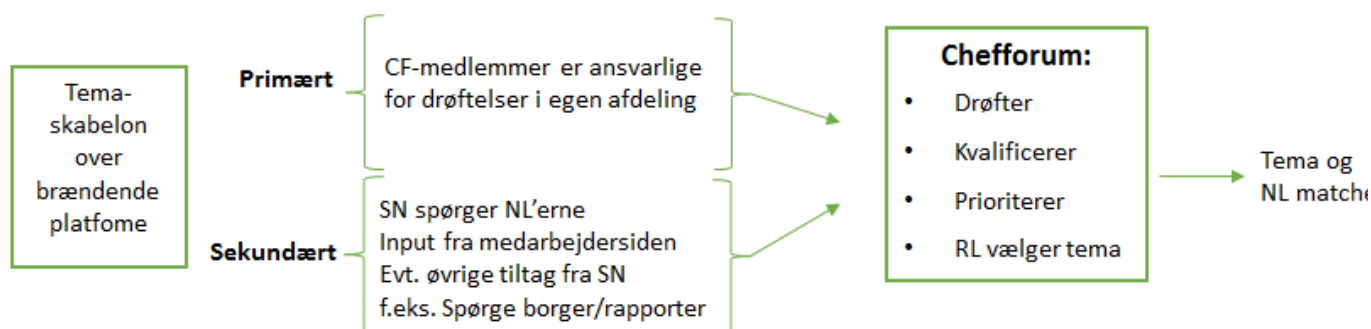 Tema-
skabelon
over
brændende
platfome
Primært
CF-medlemmer er ansvarlige
for drøftelser i egen afdeling
Sekundært
SN spørger NL'erne
Input fra medarbejdersiden
Evt. øvrige tiltag fra SN
f.eks. Spørge borger/rapporter
Chefforum:
• Drøfter
• Kvalificerer
• Prioriterer
• RL vælger tema
Tema og
NL matche